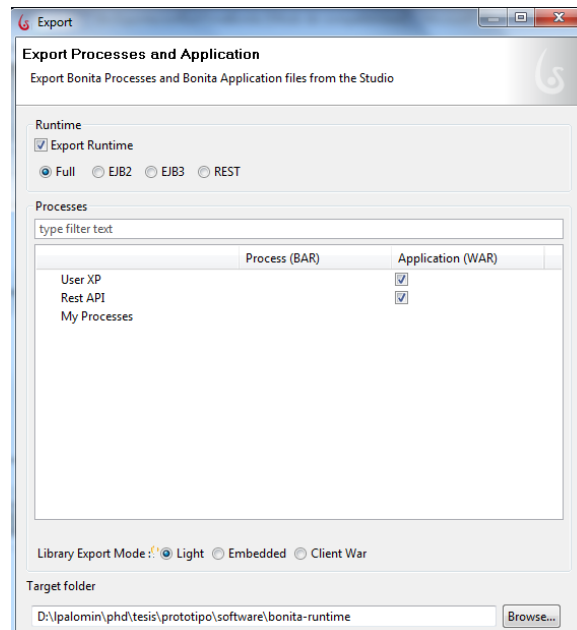 Export
Export Processes and Application
Export Bonita Processes and Bonita Application files from the Studio
Runtime
Export Runtime
Full EJB2 EJB3 REST
Processes
type filter text
Process (BAR) Application (WAR)
User XP
Rest API
My Processes
Library Export Mode : Light Embedded Client War
Target folder
D:\lpalomin\phd\tesis\prototipo\software\bonita-runtime Browse...